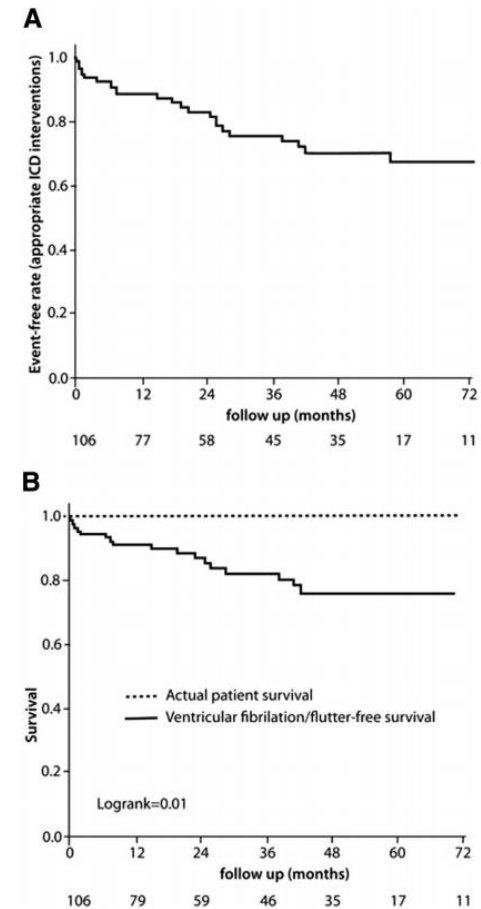 A
Event-free rate (appropriate ICD interventions)
1.0
0.8
0.6
0.4
0.2
0.0
0 12 24 36 48 60 72
follow up (months)
106 77 58 45 35 17 11
B
Survival
1.0
0.8
0.6
0.4
0.2
0.0
Actual patient survival
Ventricular fibrilation/flutter-free survival
Logrank=0.01
0 12 24 36 48 60 72
follow up (months)
106 79 59 46 35 17 11